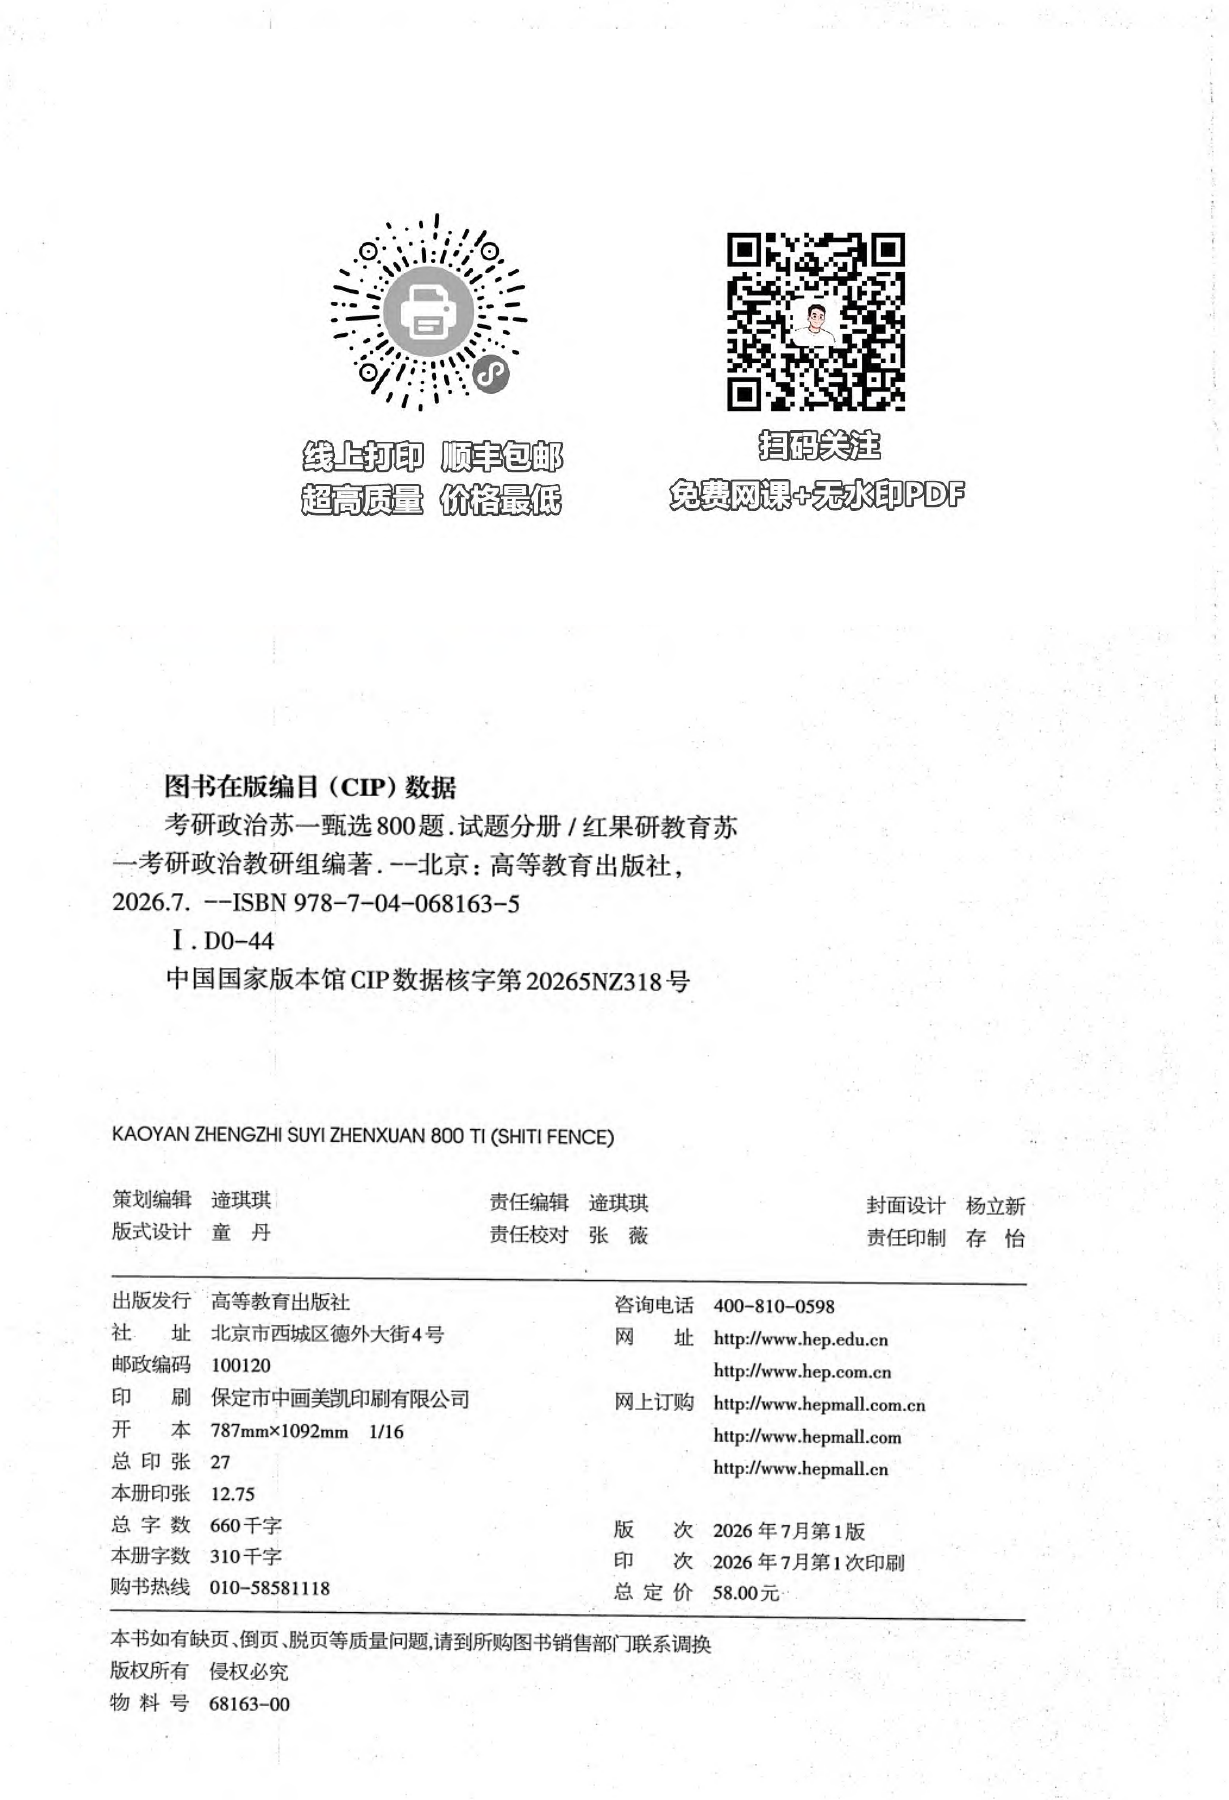 线上打印 顺丰包邮
超高质量 价格最低
扫码关注
免费网课+无水印PDF
图书在版编目（CIP）数据
考研政治苏一甄选800题.试题分册 / 红果研教育苏
一考研政治教研组编著. --北京：高等教育出版社，
2026.7. --ISBN 978-7-04-068163-5
Ⅰ. D0-44
中国国家版本馆CIP数据核字第20265NZ318号
KAOYAN ZHENGZHI SUYI ZHENXUAN 800 TI (SHITI FENCE)
策划编辑 遆琪琪 责任编辑 遆琪琪 封面设计 杨立新
版式设计 童 丹 责任校对 张 薇 责任印制 存 怡
出版发行 高等教育出版社
社 址 北京市西城区德外大街4号
邮政编码 100120
印 刷 保定市中画美凯印刷有限公司
开 本 787mm×1092mm 1/16
总 印 张 27
本册印张 12.75
总 字 数 660千字
本册字数 310千字
购书热线 010-58581118
咨询电话 400-810-0598
网 址 http://www.hep.edu.cn
http://www.hep.com.cn
网上订购 http://www.hepmall.com.cn
http://www.hepmall.com
http://www.hepmall.cn
版 次 2026 年7月第1版
印 次 2026 年7月第1次印刷
总 定 价 58.00元
本书如有缺页、倒页、脱页等质量问题,请到所购图书销售部门联系调换
版权所有 侵权必究
物 料 号 68163-00